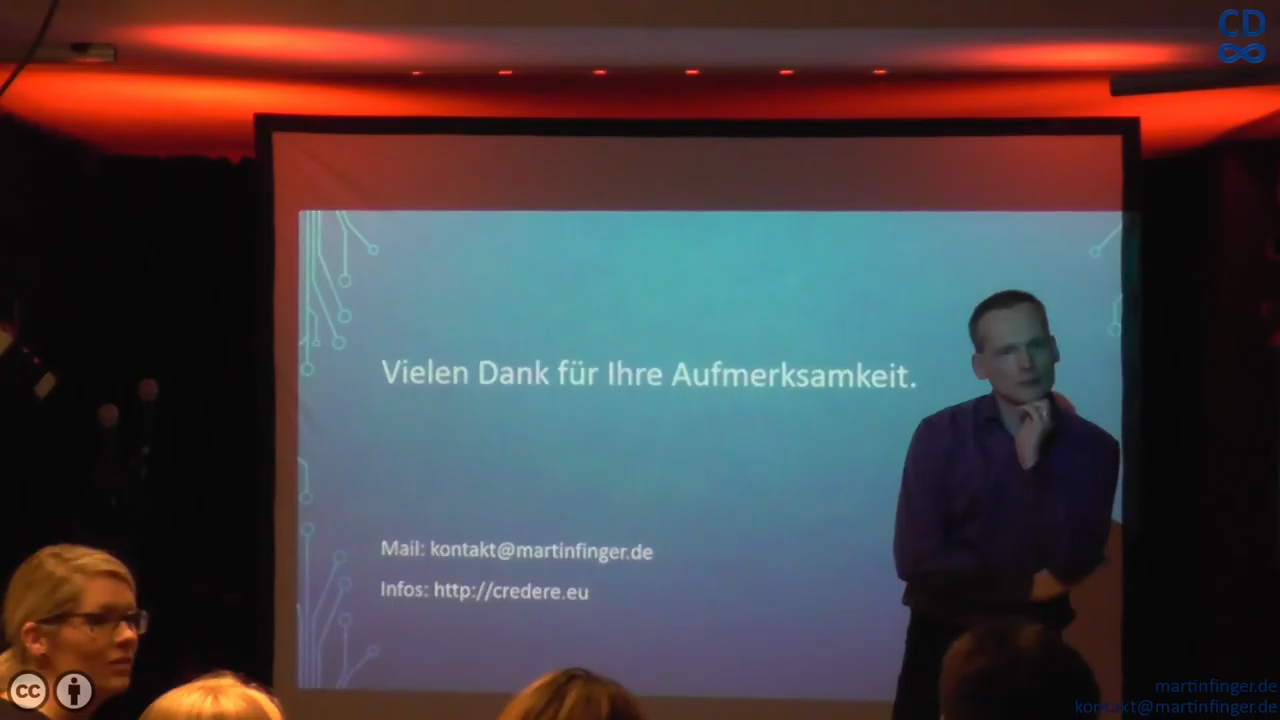 CD
Vielen Dank für Ihre Aufmerksamkeit.
Mail: kontakt@martinfinger.de
Infos: http://credere.eu
cc
martinfinger.de
kontakt@martinfinger.de